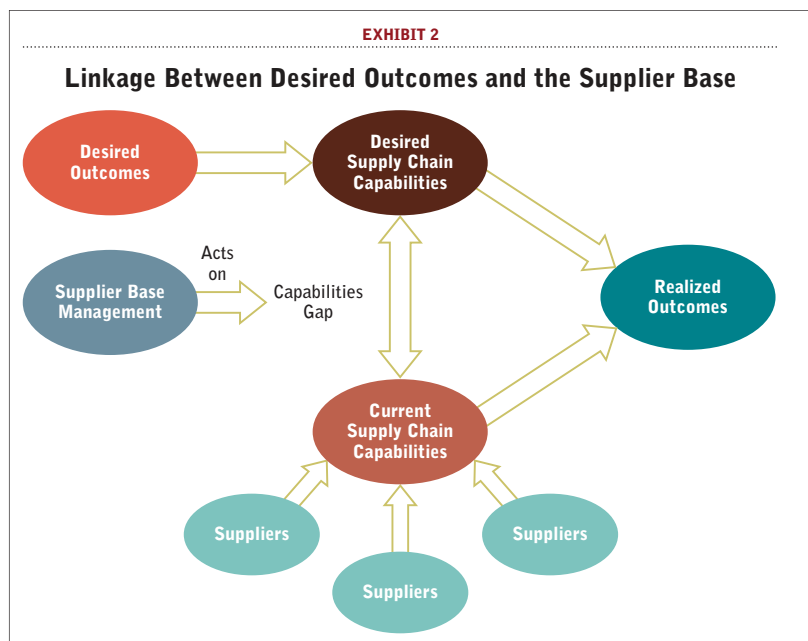 EXHIBIT 2
Linkage Between Desired Outcomes and the Supplier Base
Desired
Outcomes
Desired
Supply Chain
Capabilities
Supplier Base
Management
Acts
on
Capabilities
Gap
Realized
Outcomes
Current
Supply Chain
Capabilities
Suppliers
Suppliers
Suppliers